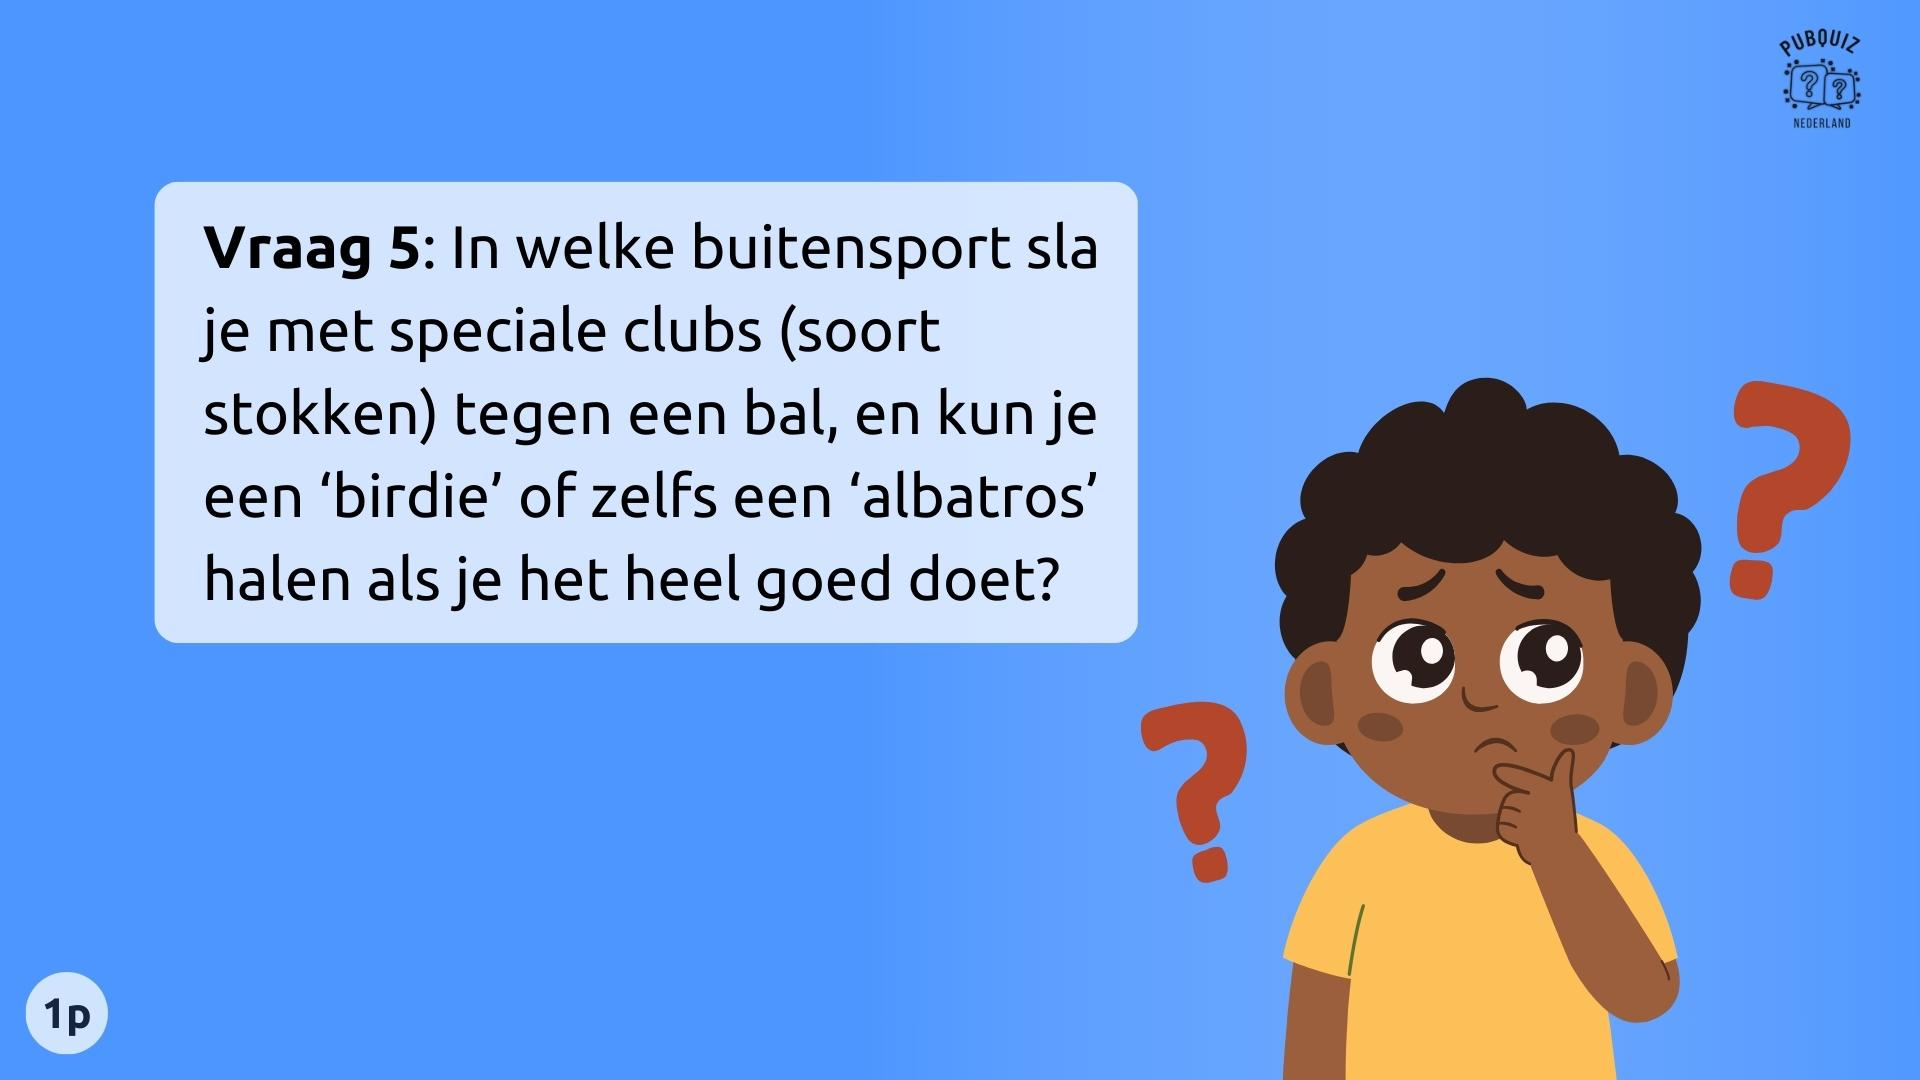 PUBQUIZ
? ?
NEDERLAND
Vraag 5: In welke buitensport sla
je met speciale clubs (soort
stokken) tegen een bal, en kun je
een ‘birdie’ of zelfs een ‘albatros’
halen als je het heel goed doet?
?
?
1p